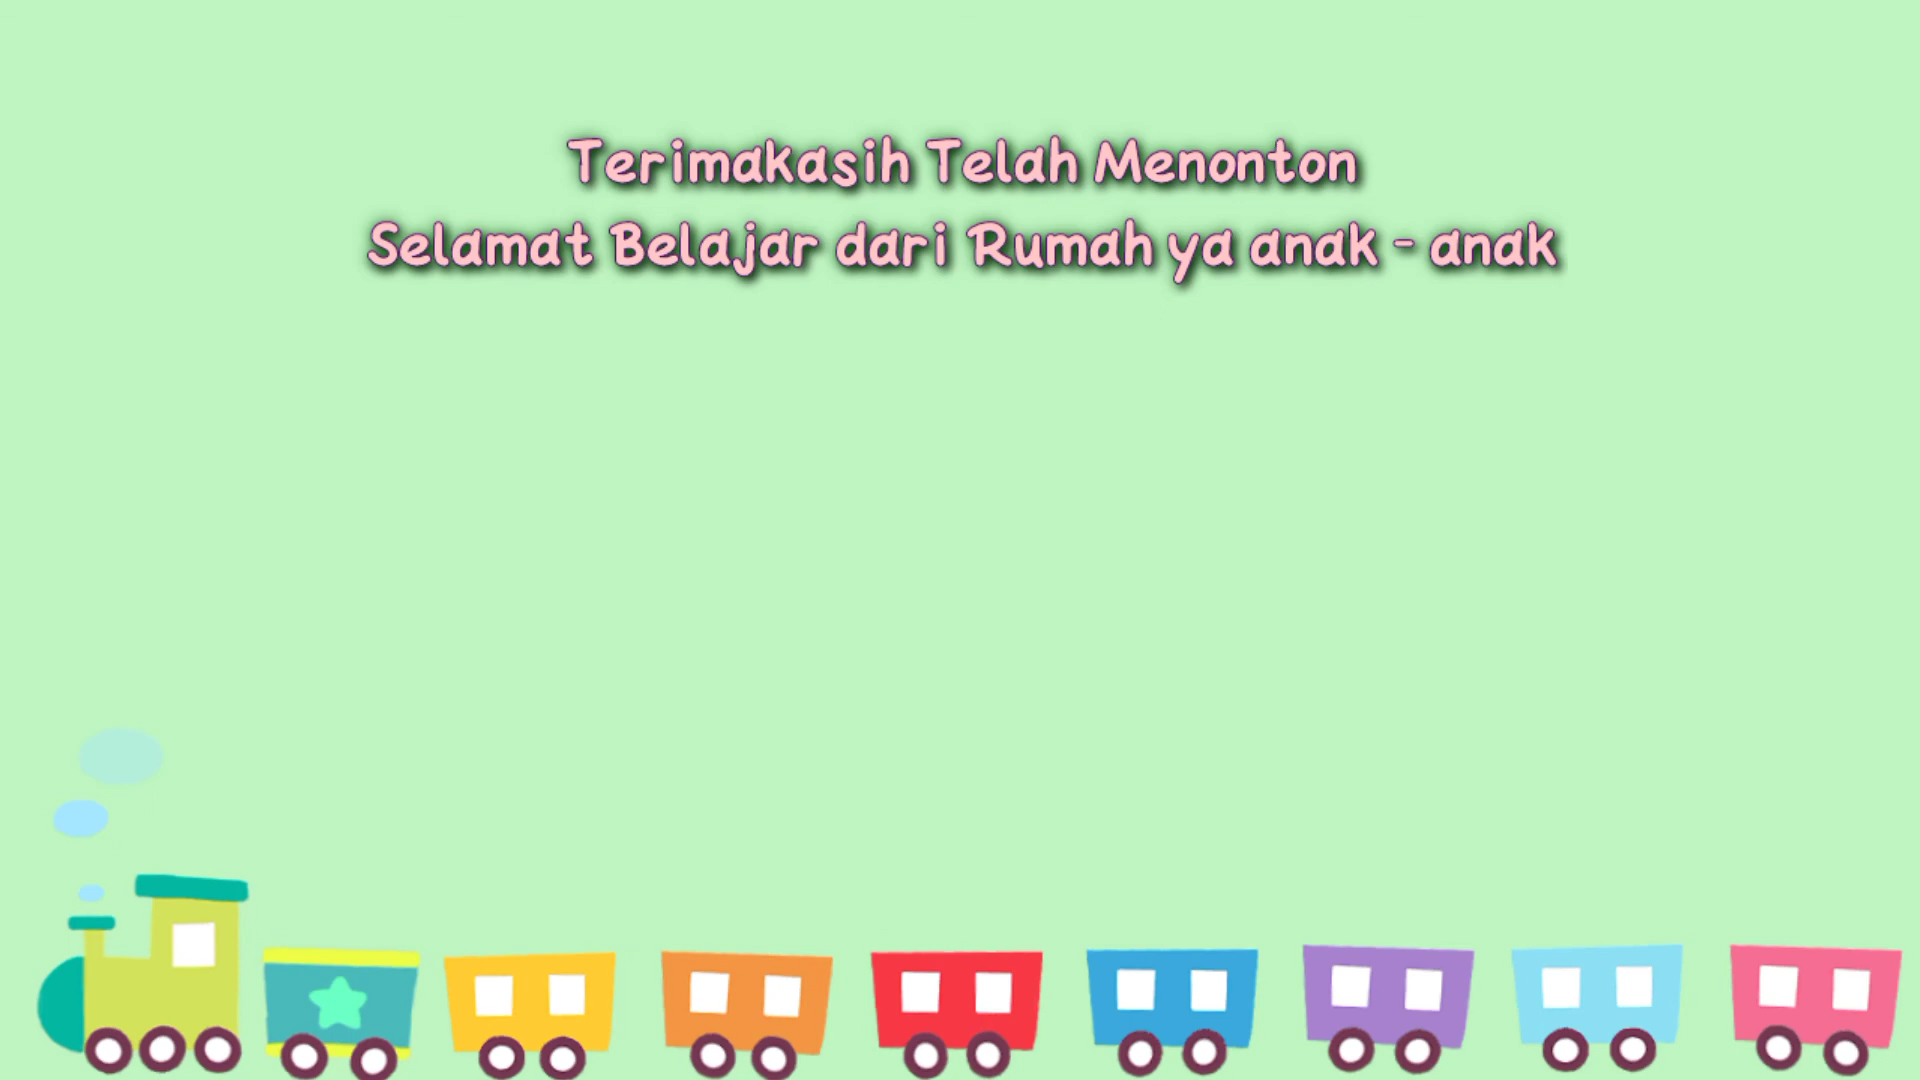 Terimakasih Telah Menonton
Selamat Belajar dari Rumah ya anak - anak